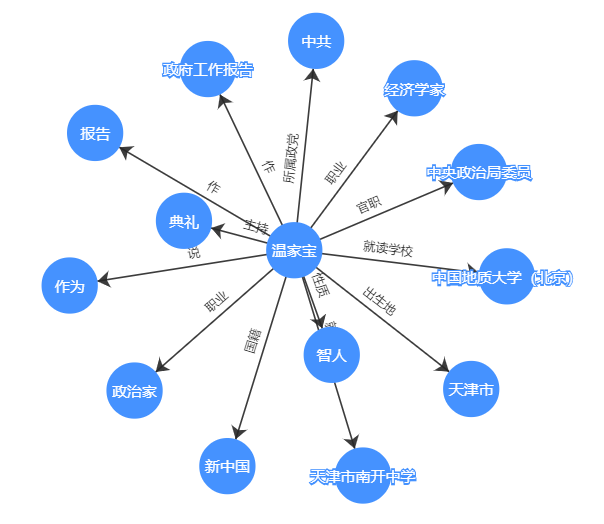 中共
政府工作报告
经济学家
报告
所属政党
作
职业
中央政治局委员
作
官职
典礼
主持
温家宝
就读学校
说
作为
中国地质大学（北京）
性质
职业
出生地
国籍
智人
政治家
天津市
新中国
天津市南开中学